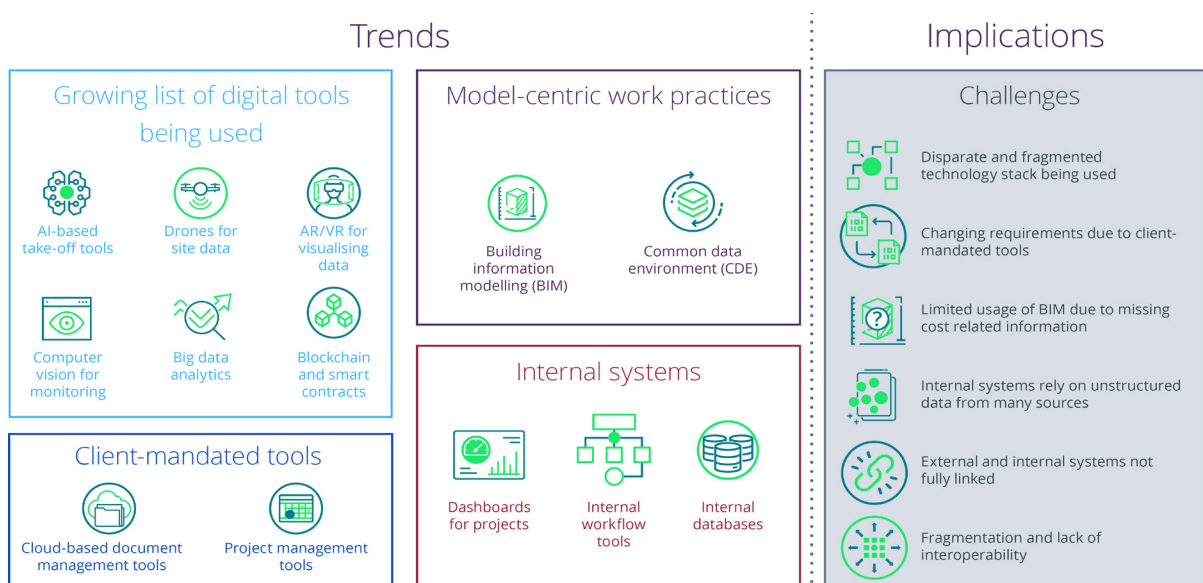 Trends
Growing list of digital tools
being used
AI-based
take-off tools
Drones for
site data
AR/VR for
visualising
data
Computer
vision for
monitoring
Big data
analytics
Blockchain
and smart
contracts
Client-mandated tools
Cloud-based document
management tools
Project management
tools
Model-centric work practices
Building
information
modelling (BIM)
Common data
environment (CDE)
Internal systems
Dashboards
for projects
Internal
workflow
tools
Internal
databases
Implications
Challenges
Disparate and fragmented
technology stack being used
Changing requirements due to client-
mandated tools
Limited usage of BIM due to missing
cost related information
Internal systems rely on unstructured
data from many sources
External and internal systems not
fully linked
Fragmentation and lack of
interoperability